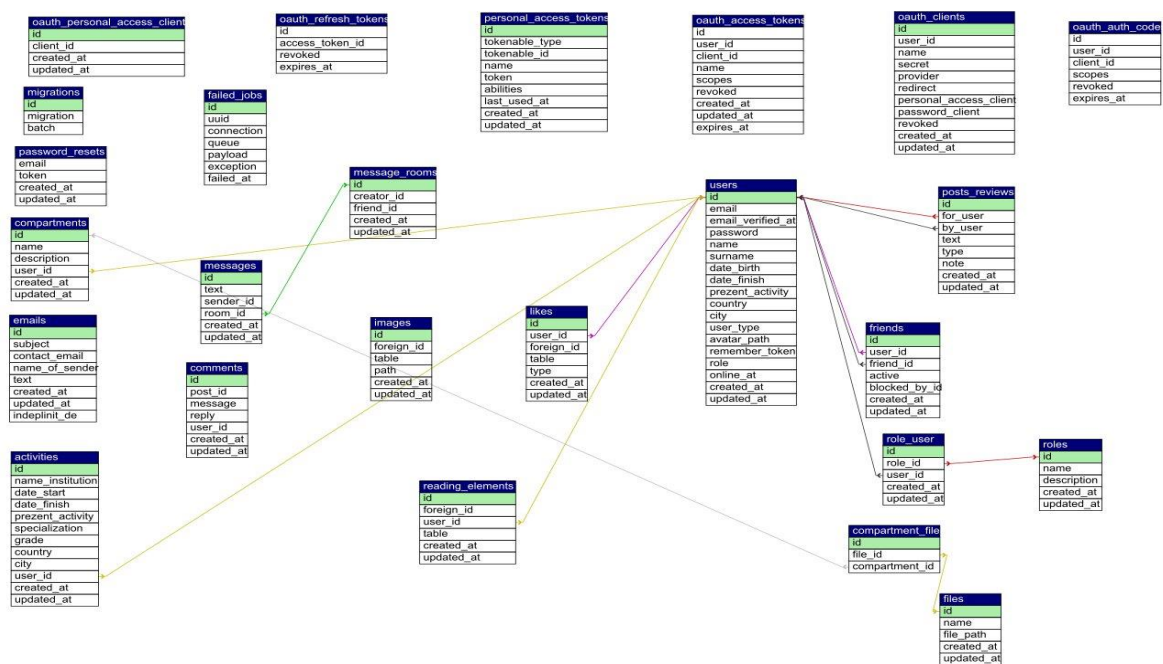 oauth_personal_access_client
id
client_id
created_at
updated_at
oauth_refresh_tokens
id
access_token_id
revoked
expires_at
personal_access_tokens
id
tokenable_type
tokenable_id
name
token
abilities
last_used_at
created_at
updated_at
oauth_access_tokens
id
user_id
client_id
name
scopes
revoked
created_at
updated_at
expires_at
oauth_clients
id
user_id
name
secret
provider
redirect
personal_access_client
password_client
revoked
created_at
updated_at
oauth_auth_code
id
user_id
client_id
scopes
revoked
expires_at
migrations
id
migration
batch
failed_jobs
id
uuid
connection
queue
payload
exception
failed_at
password_resets
email
token
created_at
updated_at
message_rooms
id
creator_id
friend_id
created_at
updated_at
users
id
email
email_verified_at
password
name
surname
date_birth
date_finish
prezent_activity
country
city
user_type
avatar_path
remember_token
role
online_at
created_at
updated_at
posts_reviews
id
for_user
by_user
text
type
note
created_at
updated_at
compartments
id
name
description
user_id
created_at
updated_at
messages
id
text
sender_id
room_id
created_at
updated_at
emails
id
subject
contact_email
name_of_sender
text
created_at
updated_at
indeplinit_de
images
id
foreign_id
table
path
created_at
updated_at
likes
id
user_id
foreign_id
table
type
created_at
updated_at
friends
id
user_id
friend_id
active
blocked_by_id
created_at
updated_at
comments
id
post_id
message
reply
user_id
created_at
updated_at
role_user
id
role_id
user_id
created_at
updated_at
roles
id
name
description
created_at
updated_at
activities
id
name_institution
date_start
date_finish
prezent_activity
specialization
grade
country
city
user_id
created_at
updated_at
reading_elements
id
foreign_id
user_id
table
created_at
updated_at
compartment_file
id
file_id
compartment_id
files
id
name
file_path
created_at
updated_at